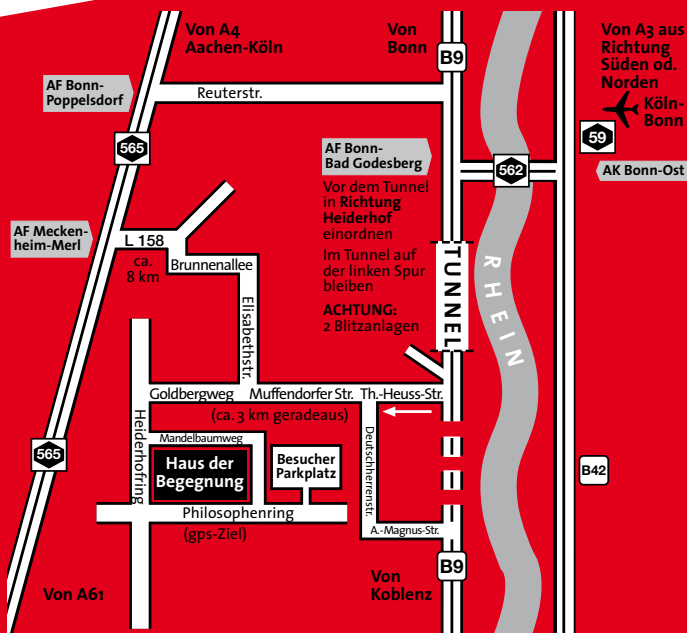 Von A4
Aachen-Köln
Von
Bonn
Von A3 aus
Richtung
Süden od.
Norden
B9
AF Bonn-
Poppelsdorf
Reuterstr.
Köln-
Bonn
59
565
AF Bonn-
Bad Godesberg
562
AK Bonn-Ost
Vor dem Tunnel
in Richtung
Heiderhof
einordnen
Im Tunnel auf
der linken Spur
bleiben
ACHTUNG:
2 Blitzanlagen
AF Mecken-
heim-Merl
L 158
ca.
8 km
Brunnenallee
Elisabethstr.
TUNNEL
RHEIN
Goldbergweg
Muffendorfer Str.
Th.-Heuss-Str.
(ca. 3 km geradeaus)
Heiderhofring
Mandelbaumweg
Deutschherrenstr.
565
Haus der
Begegnung
Besucher
Parkplatz
B42
Philosophenring
(gps-Ziel)
A.-Magnus-Str.
B9
Von A61
Von
Koblenz